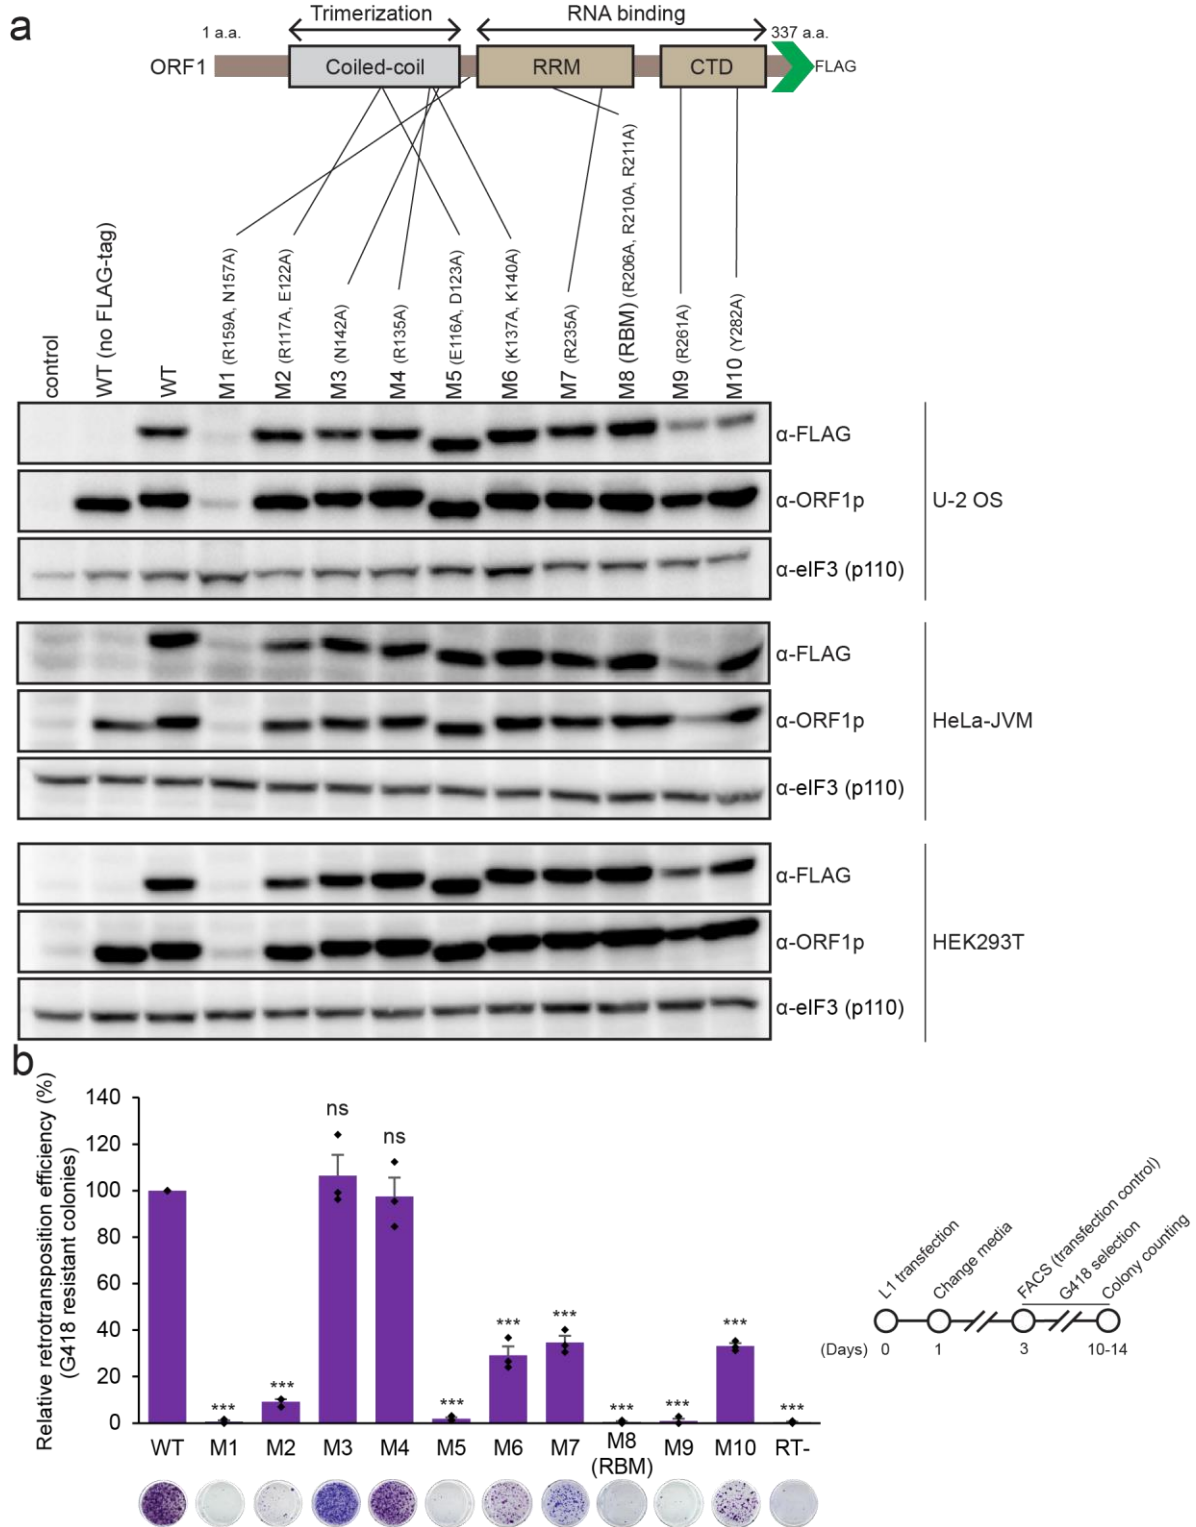 a
Trimerization
RNA binding
1 a.a.
337 a.a.
ORF1
Coiled-coil
RRM
CTD
FLAG
control
WT (no FLAG-tag)
WT
M1 (R159A, N157A)
M2 (R117A, E122A)
M3 (N142A)
M4 (R135A)
M5 (E116A, D123A)
M6 (K137A, K140A)
M7 (R235A)
M8 (RBM) (R206A, R210A, R211A)
M9 (R261A)
M10 (Y282A)
α-FLAG
α-ORF1p
α-eIF3 (p110)
U-2 OS
α-FLAG
α-ORF1p
α-eIF3 (p110)
HeLa-JVM
α-FLAG
α-ORF1p
α-eIF3 (p110)
HEK293T
b
Relative retrotransposition efficiency (%)
(G418 resistant colonies)
140
120
100
80
60
40
20
0
***
***
ns
ns
***
***
***
***
***
***
***
WT
M1
M2
M3
M4
M5
M6
M7
M8
(RBM)
M9
M10
RT-
L1 transfection
Change media
FACS (transfection control)
G418 selection
Colony counting
(Days)
0
1
3
10-14